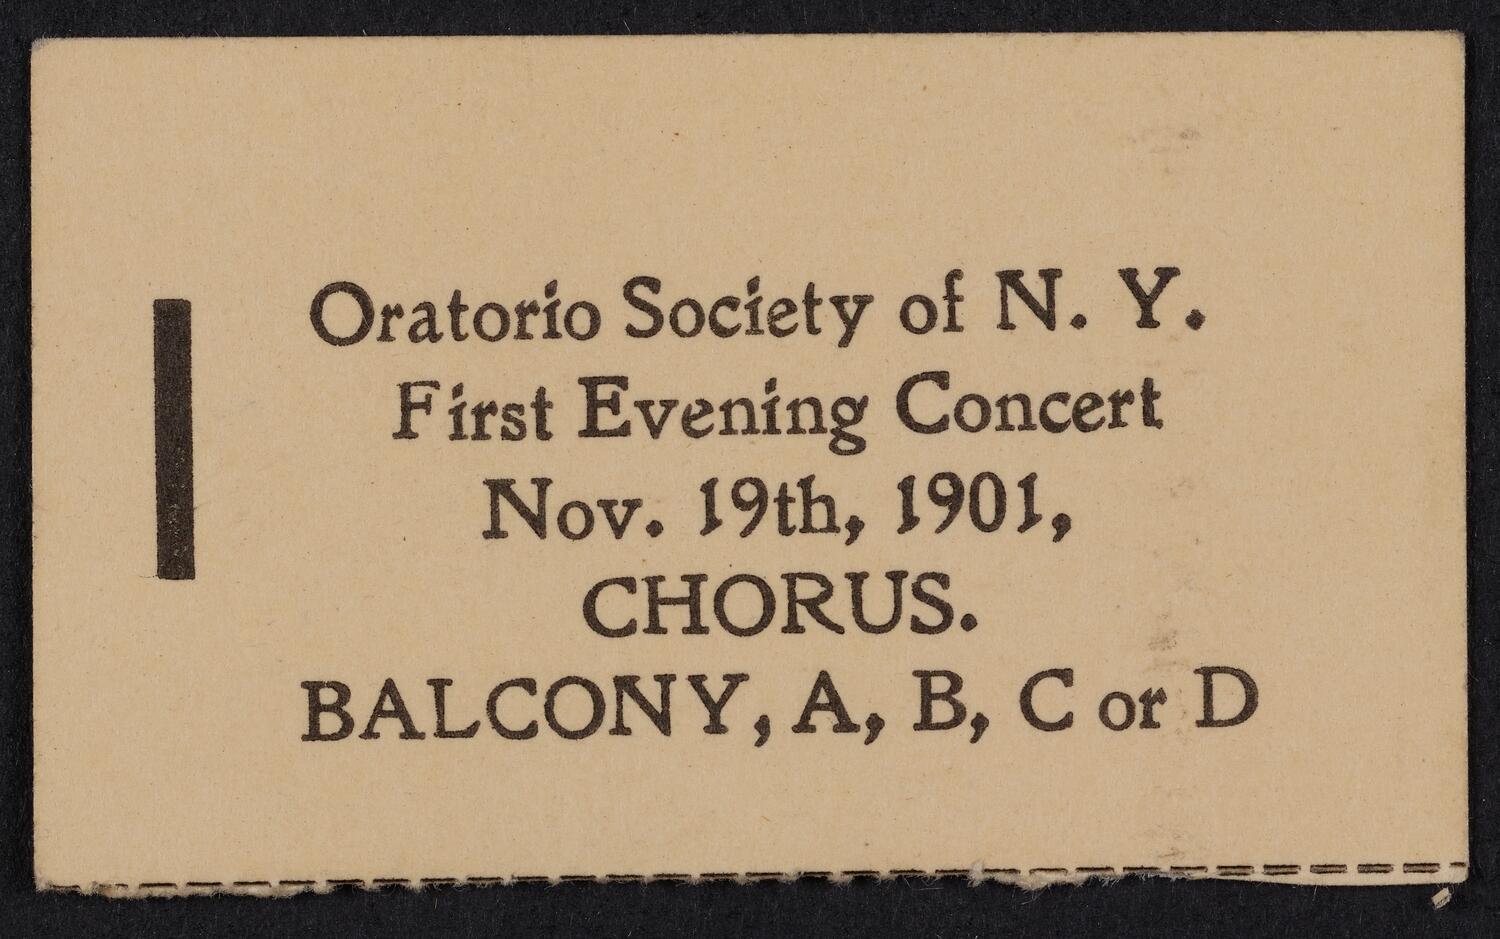 Oratorio Society of N. Y.
First Evening Concert
Nov. 19th, 1901,
CHORUS.
BALCONY, A, B, C or D